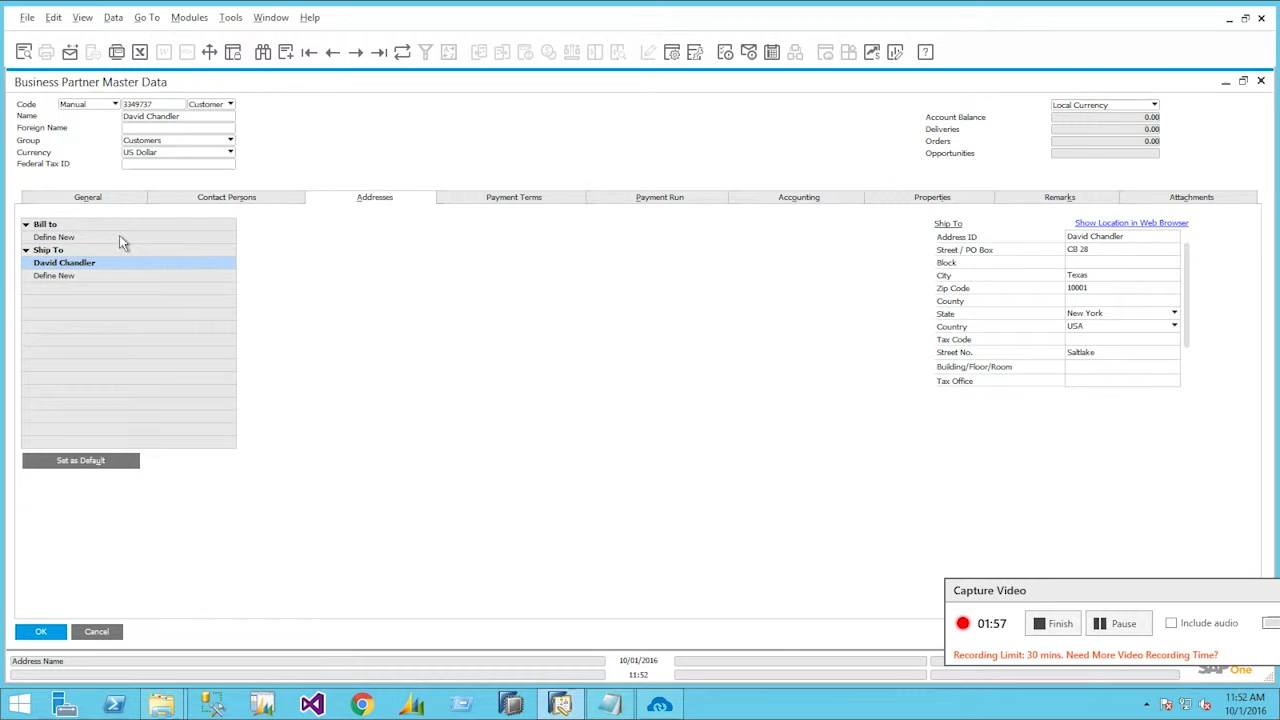 File Edit View Data Go To Modules Tools Window Help
Business Partner Master Data
Code Manual 3349737 Customer Local Currency
Name David Chandler Account Balance 0.00
Foreign Name Deliveries 0.00
Group Customers Orders 0.00
Currency US Dollar Opportunities
Federal Tax ID
General Contact Persons Addresses Payment Terms Payment Run Accounting Properties Remarks Attachments
Bill to
Define New
Ship To
David Chandler
Define New
Set as Default
Ship To Show Location in Web Browser
Address ID David Chandler
Street / PO Box CB 28
Block
City Texas
Zip Code 10001
County
State New York
Country USA
Tax Code
Street No. Saltlake
Building/Floor/Room
Tax Office
Capture Video
01:57 Finish Pause Include audio
Recording Limit: 30 mins. Need More Video Recording Time?
OK Cancel
Address Name 10/01/2016
11:52
One
11:52 AM
10/1/2016